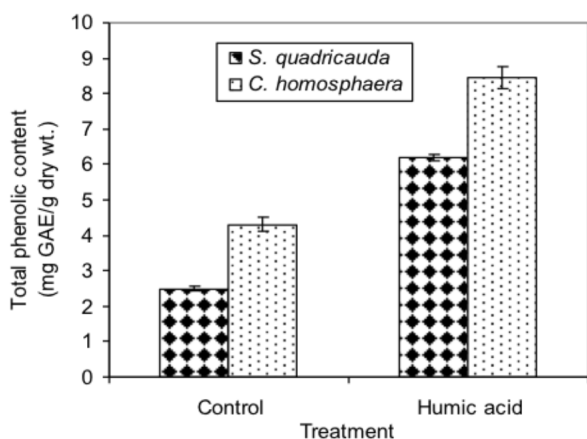 10
9
8
7
6
5
4
3
2
1
0
Total phenolic content
(mg GAE/g dry wt.)
S. quadricauda
C. homosphaera
Control
Humic acid
Treatment